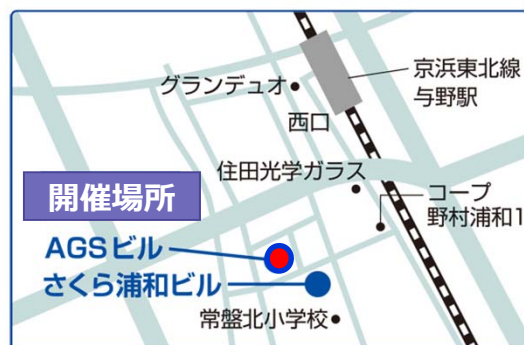 京浜東北線
与野駅
グランデュオ
西口
住田光学ガラス
コープ
野村浦和1
開催場所
AGSビル
さくら浦和ビル
常盤北小学校